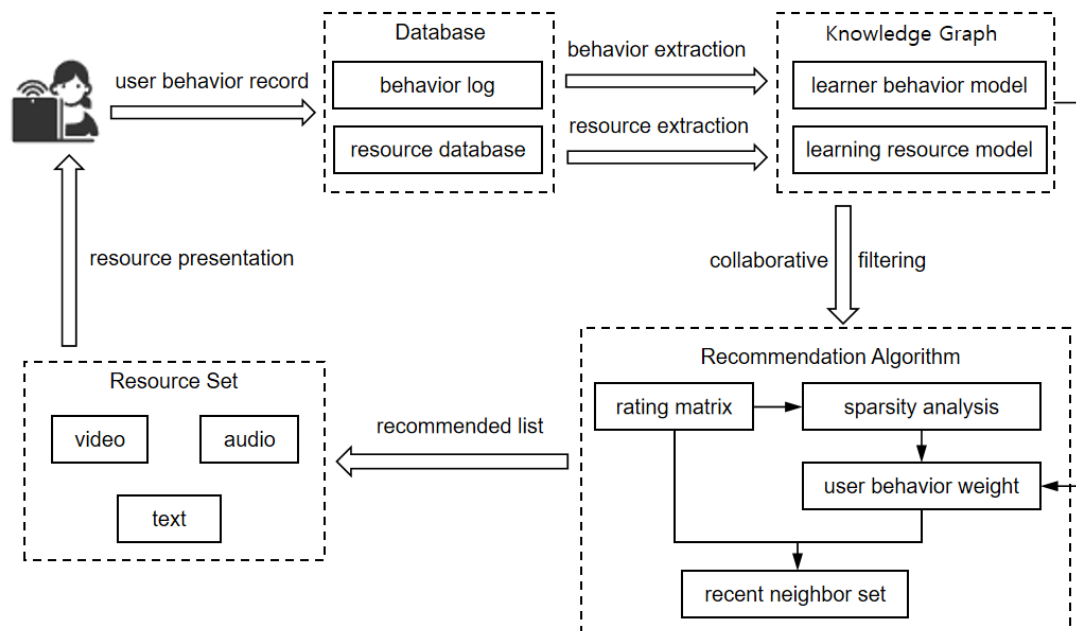 Database
Knowledge Graph
user behavior record
behavior log
behavior extraction
learner behavior model
resource database
resource extraction
learning resource model
resource presentation
collaborative filtering
Recommendation Algorithm
Resource Set
rating matrix
sparsity analysis
video
audio
recommended list
user behavior weight
text
recent neighbor set